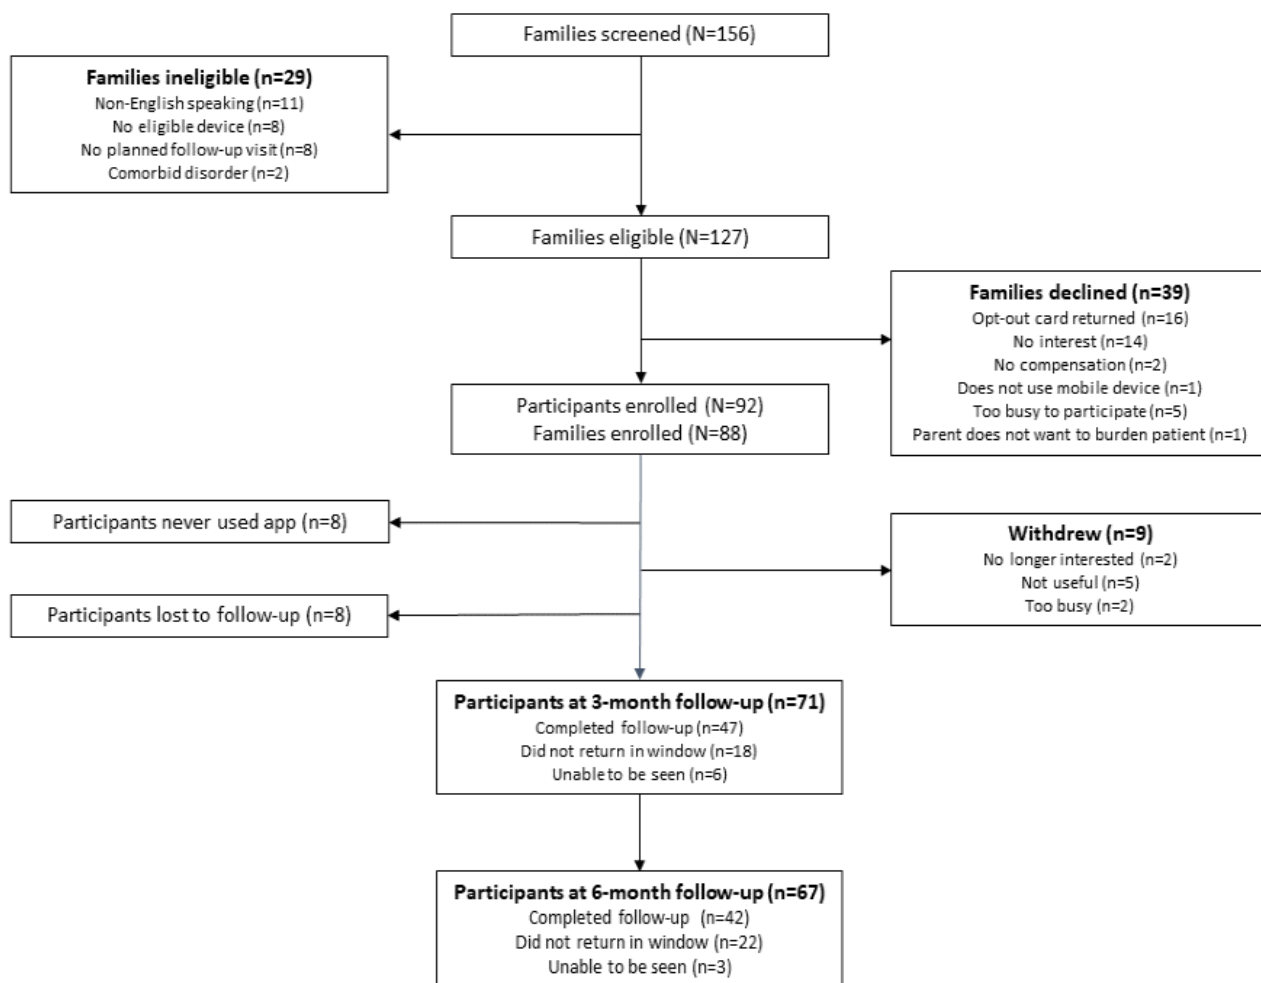 Families screened (N=156)
Families ineligible (n=29)
Non-English speaking (n=11)
No eligible device (n=8)
No planned follow-up visit (n=8)
Comorbid disorder (n=2)
Families eligible (N=127)
Families declined (n=39)
Opt-out card returned (n=16)
No interest (n=14)
No compensation (n=2)
Does not use mobile device (n=1)
Too busy to participate (n=5)
Parent does not want to burden patient (n=1)
Participants enrolled (N=92)
Families enrolled (N=88)
Participants never used app (n=8)
Withdrew (n=9)
No longer interested (n=2)
Not useful (n=5)
Too busy (n=2)
Participants lost to follow-up (n=8)
Participants at 3-month follow-up (n=71)
Completed follow-up (n=47)
Did not return in window (n=18)
Unable to be seen (n=6)
Participants at 6-month follow-up (n=67)
Completed follow-up (n=42)
Did not return in window (n=22)
Unable to be seen (n=3)